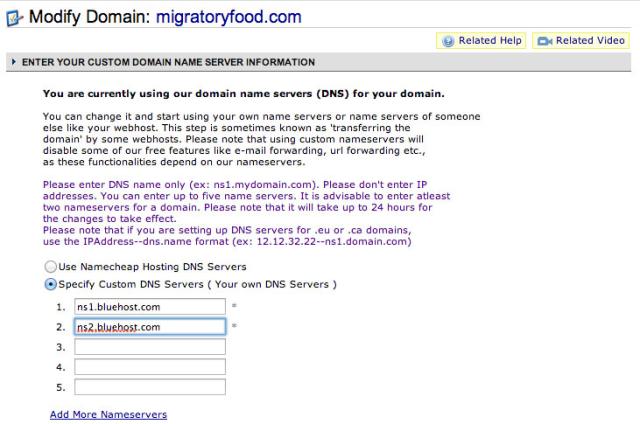 Modify Domain: migratoryfood.com
Related Help
Related Video
ENTER YOUR CUSTOM DOMAIN NAME SERVER INFORMATION
You are currently using our domain name servers (DNS) for your domain.
You can change it and start using your own name servers or name servers of someone
else like your webhost. This step is sometimes known as 'transferring the
domain' by some webhosts. Please note that using custom nameservers will
disable some of our free features like e-mail forwarding, url forwarding etc.,
as these functionalities depend on our nameservers.
Please enter DNS name only (ex: ns1.mydomain.com). Please don't enter IP
addresses. You can enter up to five name servers. It is advisable to enter atleast
two nameservers for a domain. Please note that it will take up to 24 hours for
the changes to take effect.
Please note that if you are setting up DNS servers for .eu or .ca domains,
use the IPAddress--dns.name format (ex: 12.12.32.22--ns1.domain.com)
Use Namecheap Hosting DNS Servers
Specify Custom DNS Servers ( Your own DNS Servers )
1. ns1.bluehost.com *
2. ns2.bluehost.com *
3.
4.
5.
Add More Nameservers